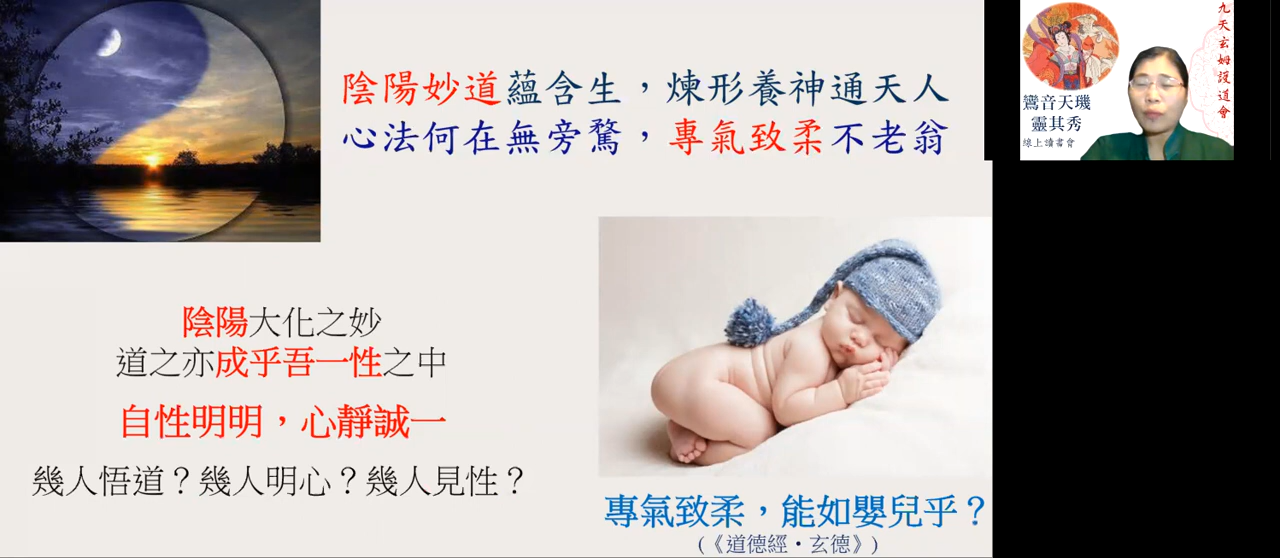 陰陽妙道蘊含生，煉形養神通天人
心法何在無旁騖，專氣致柔不老翁
陰陽大化之妙
道之亦成乎吾一性之中
自性明明，心靜誠一
幾人悟道？幾人明心？幾人見性？
專氣致柔，能如嬰兒乎？
(《道德經・玄德》)
鸞音天璣
靈其秀
線上讀書會
九天玄姆護道會